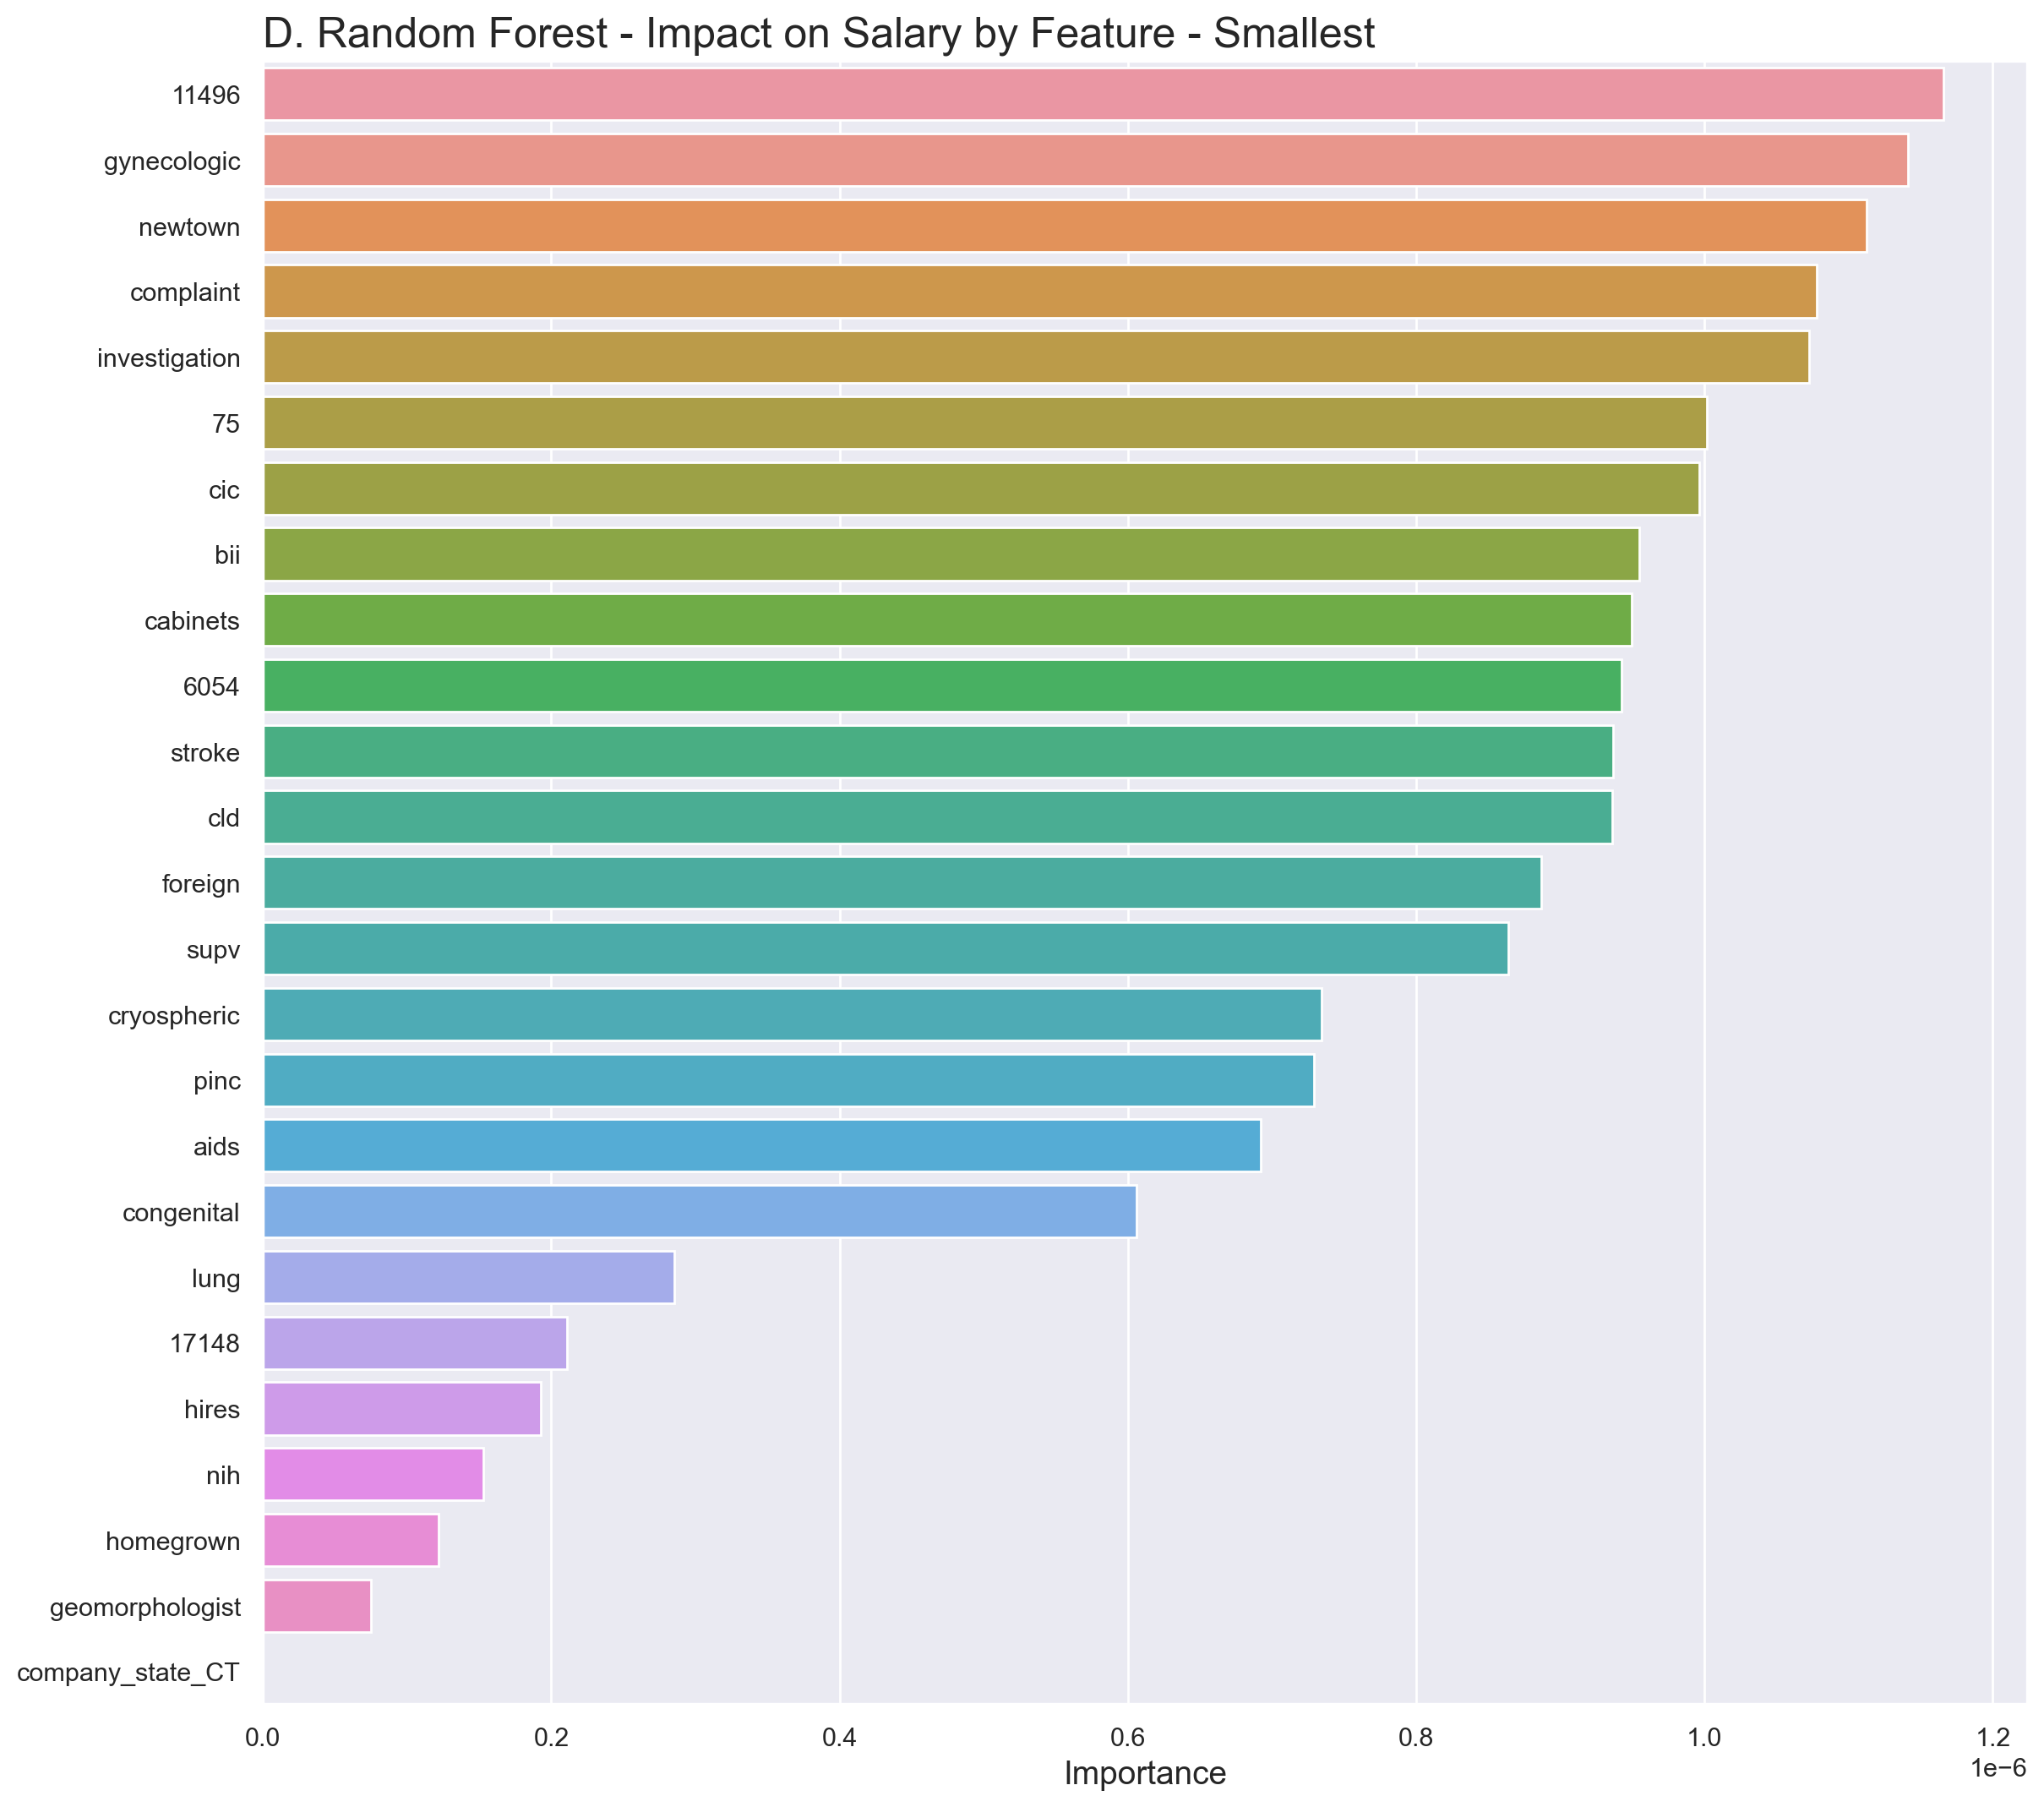 D. Random Forest - Impact on Salary by Feature - Smallest
11496
gynecologic
newtown
complaint
investigation
75
cic
bii
cabinets
6054
stroke
cld
foreign
supv
cryospheric
pinc
aids
congenital
lung
17148
hires
nih
homegrown
geomorphologist
company_state_CT
0.0 0.2 0.4 0.6 0.8 1.0 1.2
1e−6
Importance